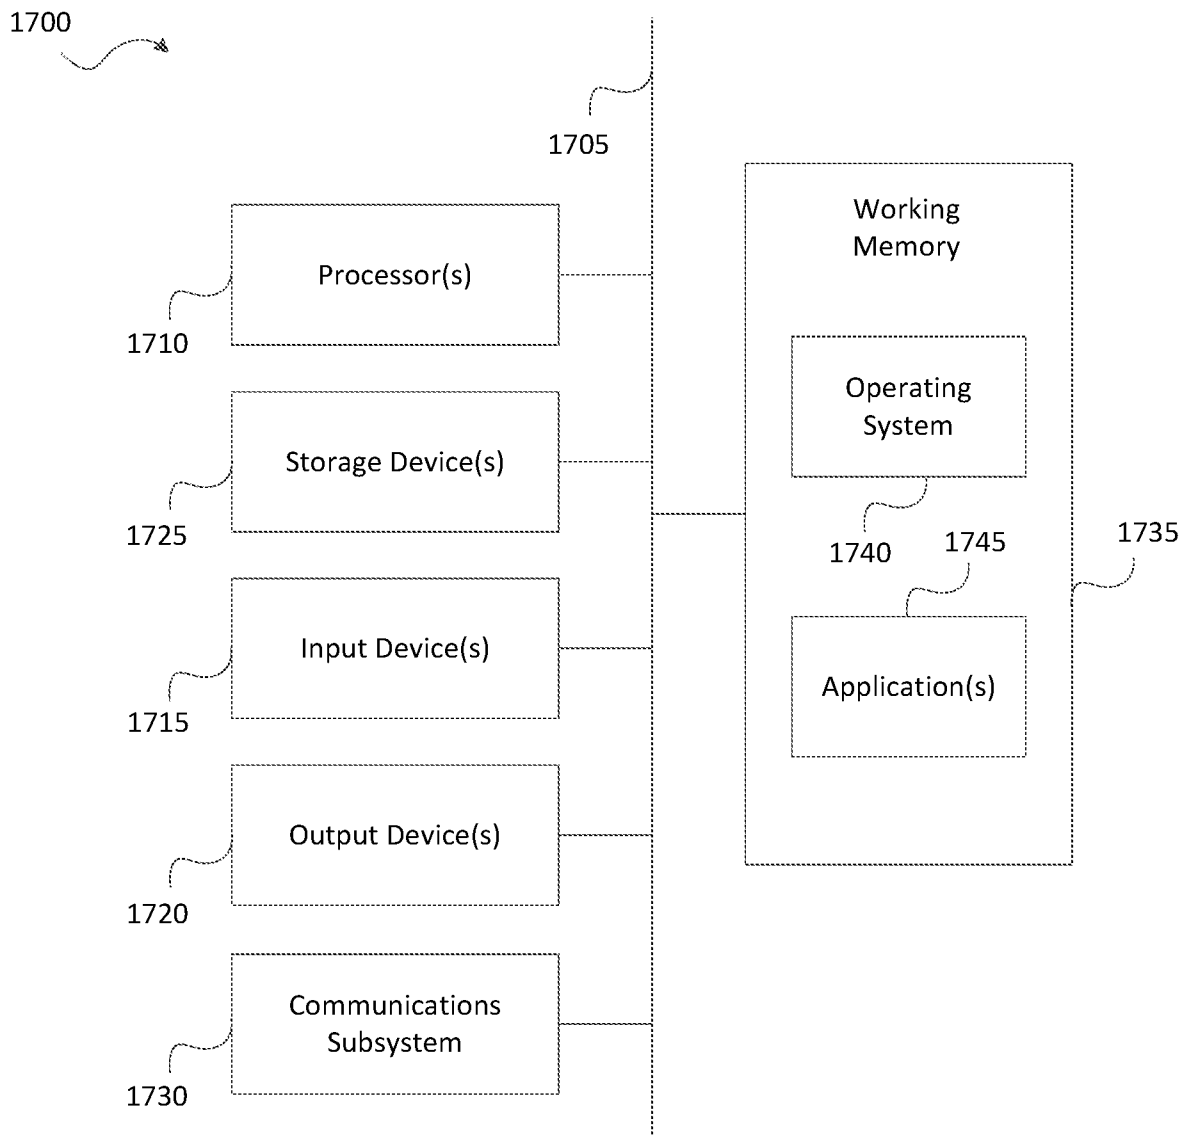 1700
1705
Working
Memory
Processor(s)
1710
Operating
System
Storage Device(s)
1725
1740
1745
1735
Input Device(s)
1715
Application(s)
Output Device(s)
1720
Communications
Subsystem
1730